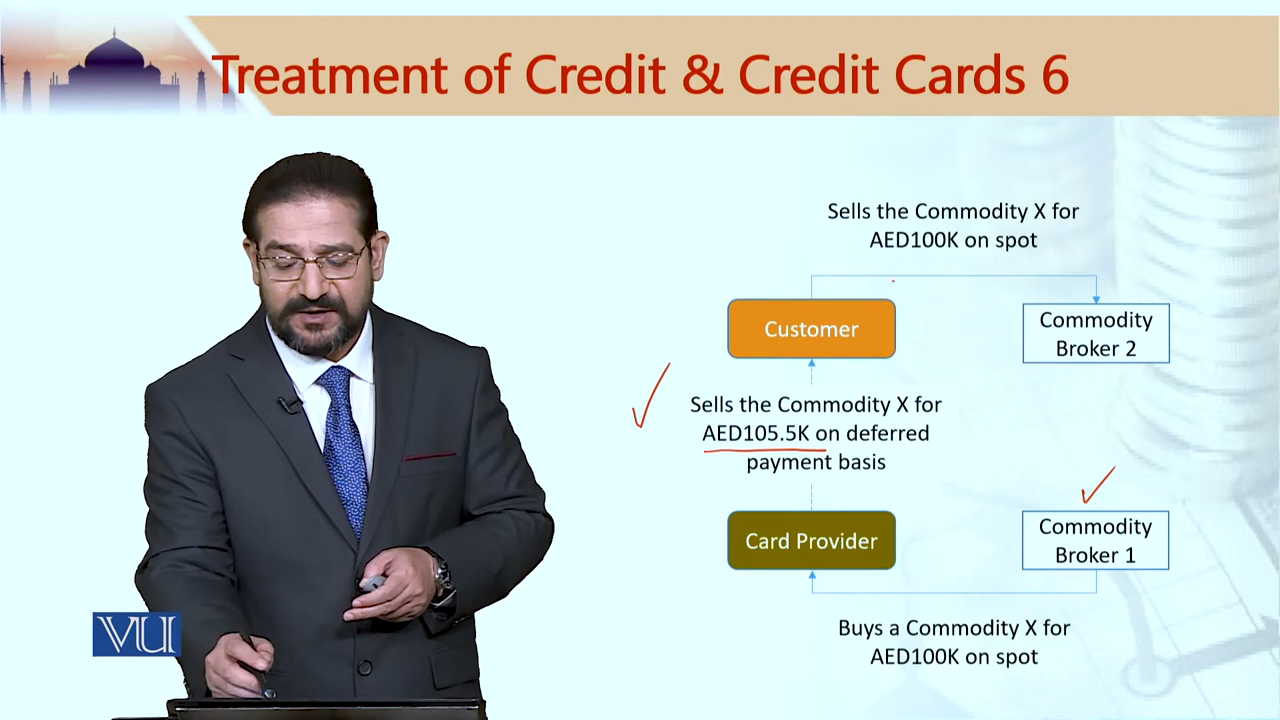 Treatment of Credit & Credit Cards 6
Sells the Commodity X for
AED100K on spot
Customer
Commodity
Broker 2
Sells the Commodity X for
AED105.5K on deferred
payment basis
Card Provider
Commodity
Broker 1
Buys a Commodity X for
AED100K on spot
VU